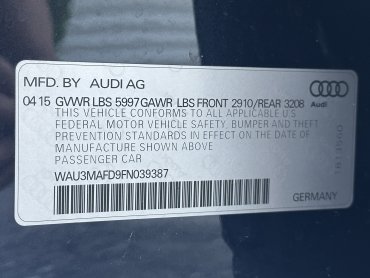 MFD. BY AUDI AG
04 15 GVWR LBS 5997 GAWR LBS FRONT 2910/REAR 3208
Audi
THIS VEHICLE CONFORMS TO ALL APPLICABLE U.S.
FEDERAL MOTOR VEHICLE SAFETY, BUMPER AND THEFT
PREVENTION STANDARDS IN EFFECT ON THE DATE
OF MANUFACTURE SHOWN ABOVE
PASSENGER CAR
WAU3MAFD9FN039387
GERMANY